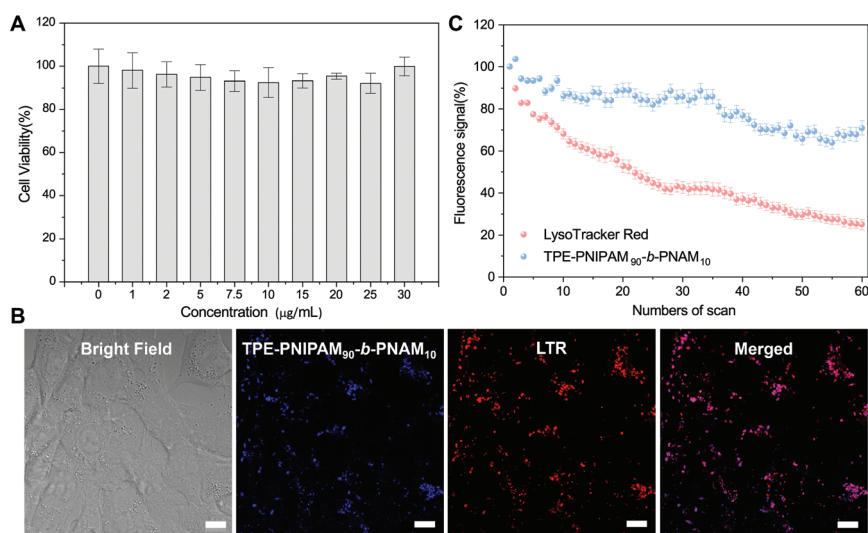 A
120
100
80
60
40
20
0
Cell Viability(%)
0 1 2 5 7.5 10 15 20 25 30
Concentration (μg/mL)
C
120
100
80
60
40
20
0
Fluorescence signal(%)
LysoTracker Red
TPE-PNIPAM₉₀-b-PNAM₁₀
0 10 20 30 40 50 60
Numbers of scan
B
Bright Field
TPE-PNIPAM₉₀-b-PNAM₁₀
LTR
Merged